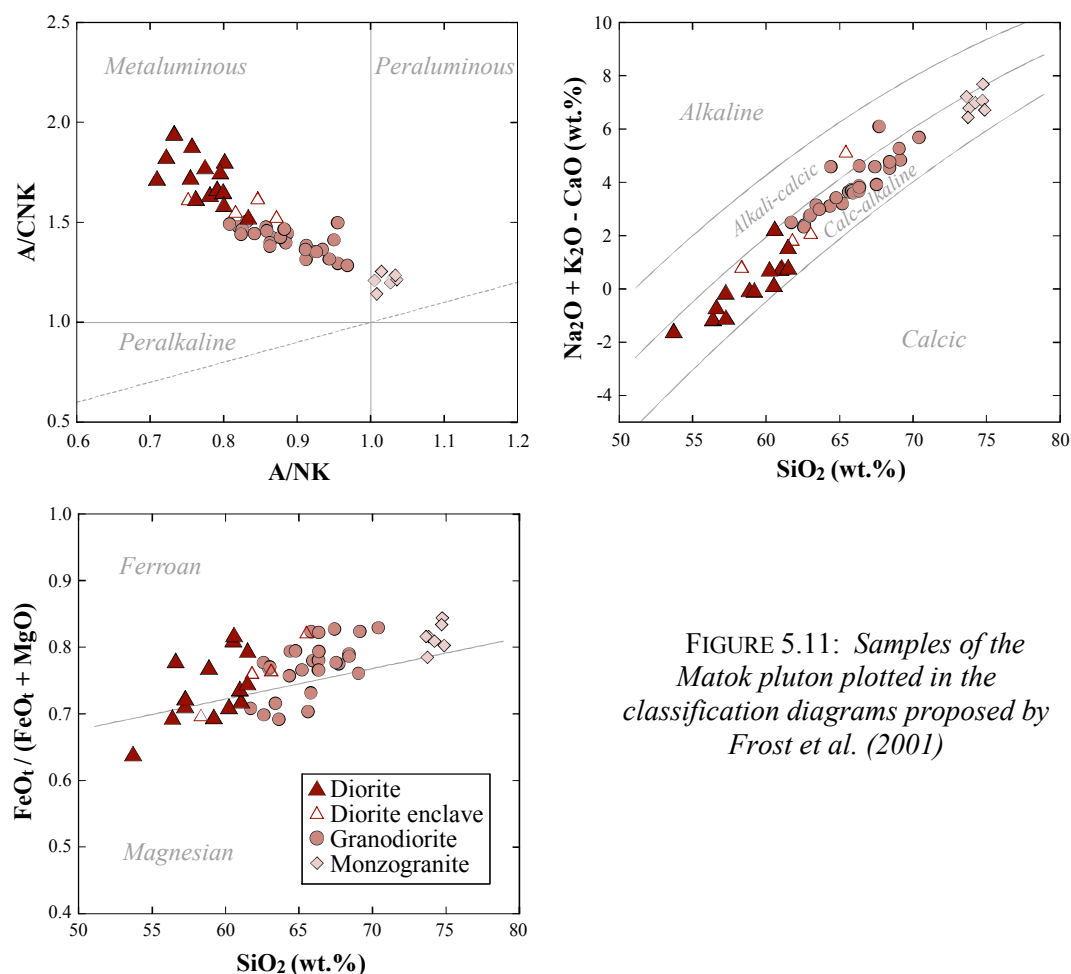 2.5
2.0
1.5
1.0
0.5
0.6
0.7
0.8
0.9
1.0
1.1
1.2
A/CNK
A/NK
Metaluminous
Peraluminous
Peralkaline
10
8
6
4
2
0
-2
-4
50
55
60
65
70
75
80
Na₂O + K₂O - CaO (wt.%)
SiO₂ (wt.%)
Alkaline
Alkali-calcic
Calc-alkaline
Calcic
1.0
0.9
0.8
0.7
0.6
0.5
0.4
50
55
60
65
70
75
80
FeOₜ / (FeOₜ + MgO)
SiO₂ (wt.%)
Ferroan
Magnesian
Diorite
Diorite enclave
Granodiorite
Monzogranite
FIGURE 5.11: Samples of the
Matok pluton plotted in the
classification diagrams proposed by
Frost et al. (2001)